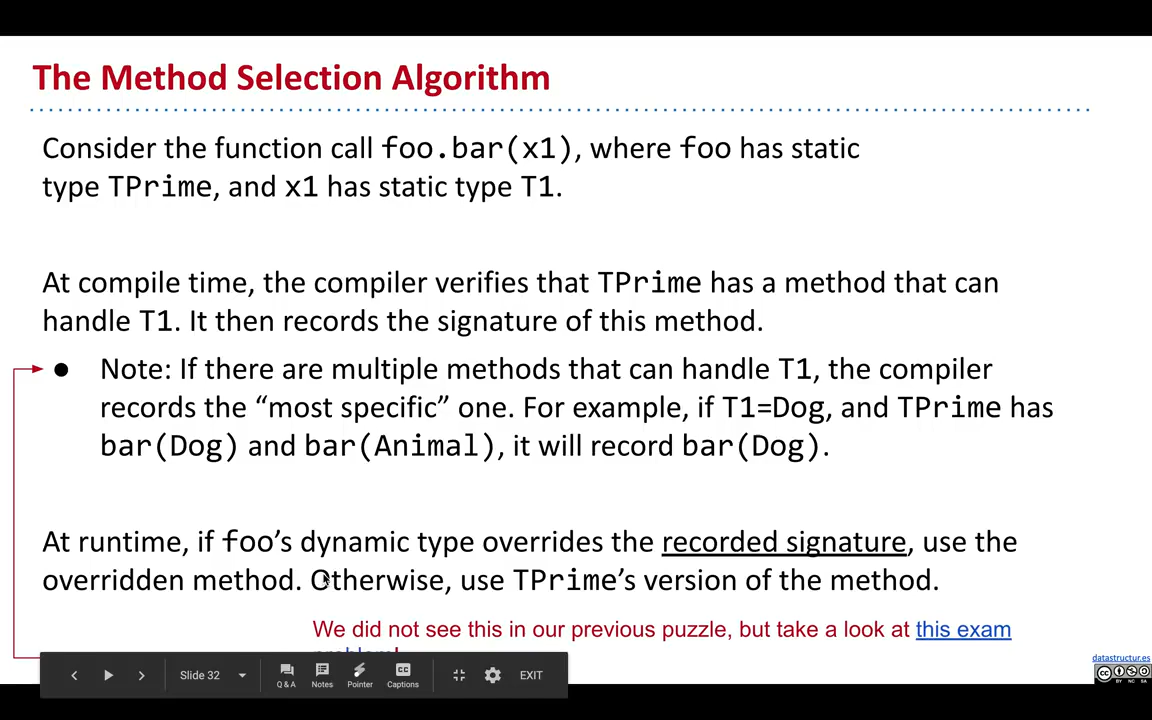 The Method Selection Algorithm
Consider the function call foo.bar(x1), where foo has static
type TPrime, and x1 has static type T1.
At compile time, the compiler verifies that TPrime has a method that can
handle T1. It then records the signature of this method.
● Note: If there are multiple methods that can handle T1, the compiler
records the “most specific” one. For example, if T1=Dog, and TPrime has
bar(Dog) and bar(Animal), it will record bar(Dog).
At runtime, if foo’s dynamic type overrides the recorded signature, use the
overridden method. Otherwise, use TPrime’s version of the method.
We did not see this in our previous puzzle, but take a look at this exam
problem!
datastructur.es
Slide 32
Q & A
Notes
Pointer
CC
Captions
EXIT
BY NC SA